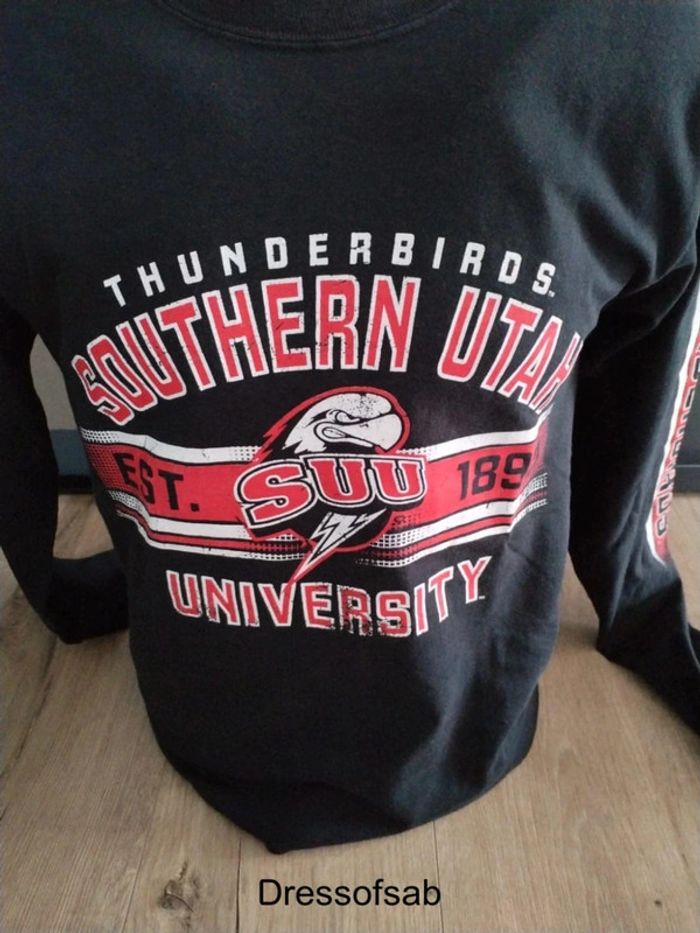 THUNDERBIRDS
SOUTHERN UTAH
EST. SUU 189
UNIVERSITY
Dressofsab